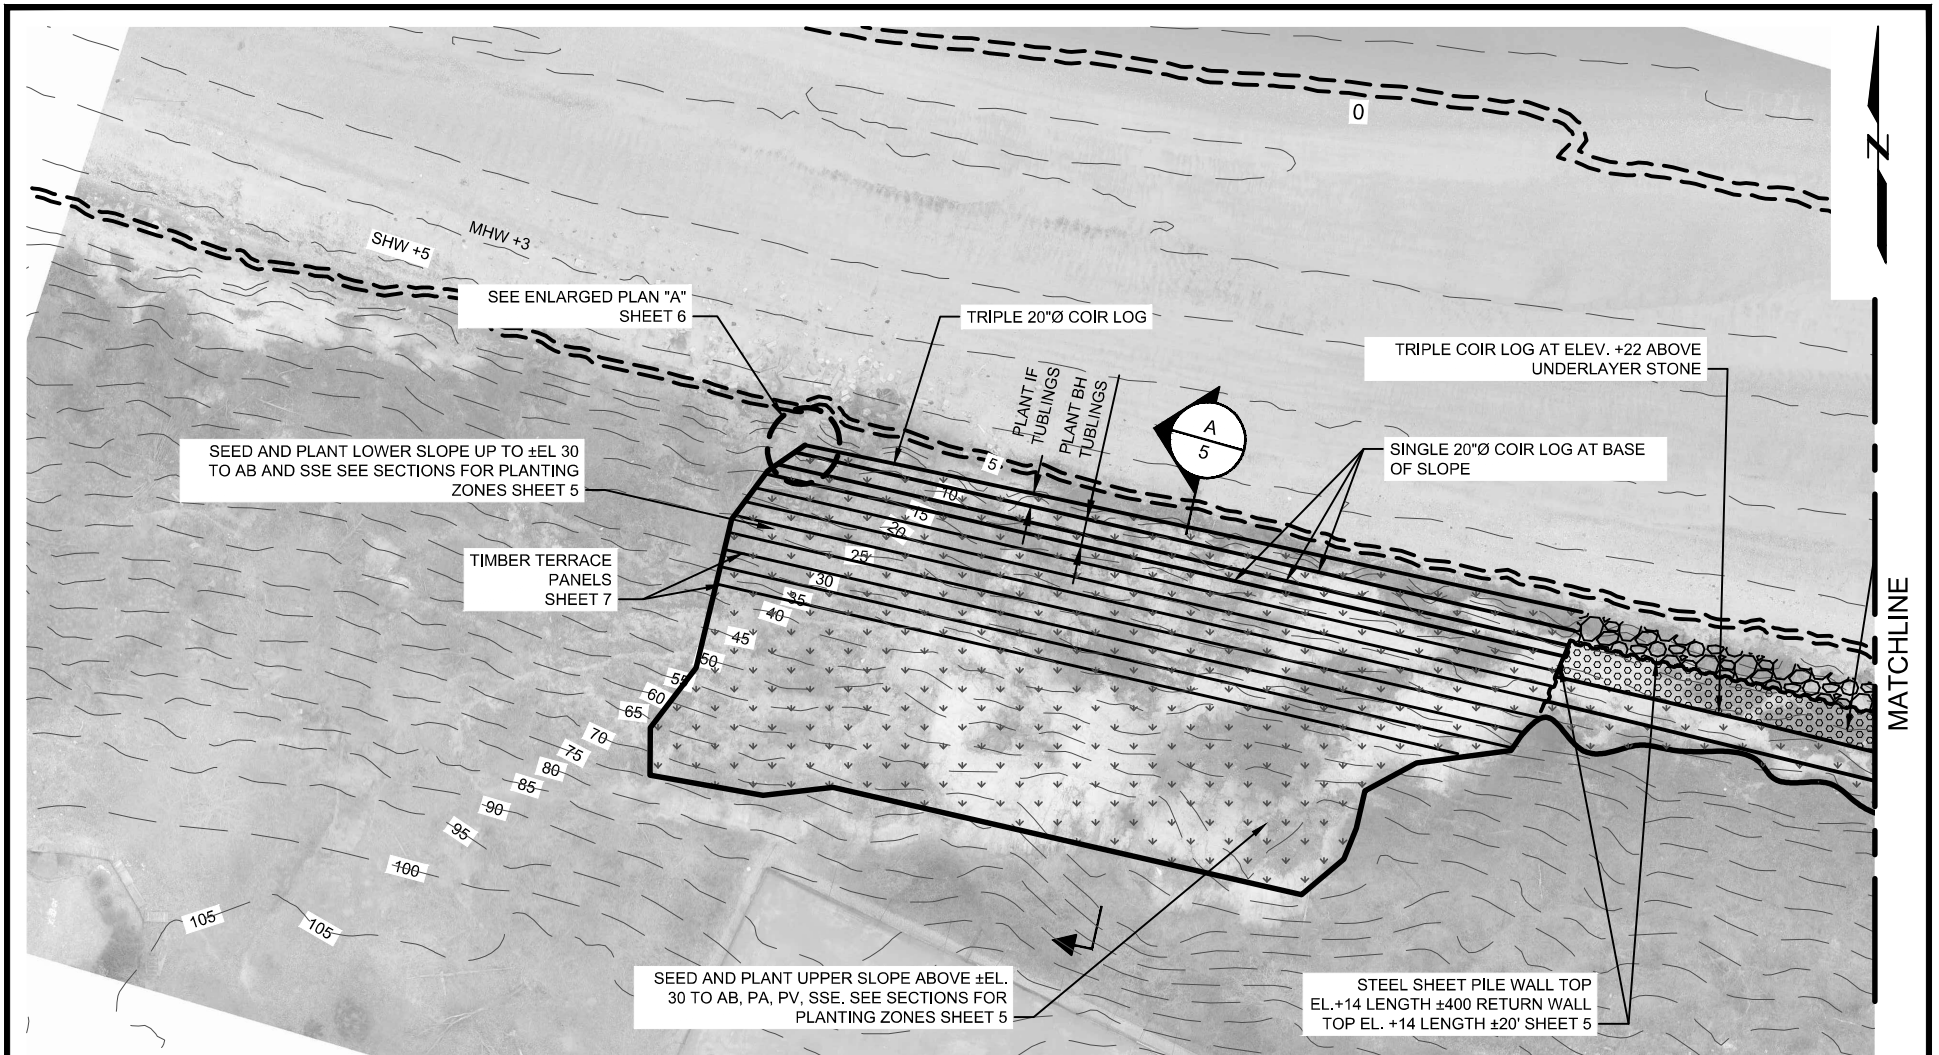 0
N
SHW +5
MHW +3
SEE ENLARGED PLAN "A"
SHEET 6
TRIPLE 20"Ø COIR LOG
TRIPLE COIR LOG AT ELEV. +22 ABOVE
UNDERLAYER STONE
PLANT IF
TUBLINGS
PLANT BH
TUBLINGS
A
5
SINGLE 20"Ø COIR LOG AT BASE
OF SLOPE
SEED AND PLANT LOWER SLOPE UP TO ±EL 30
TO AB AND SSE SEE SECTIONS FOR PLANTING
ZONES SHEET 5
TIMBER TERRACE
PANELS
SHEET 7
5
10
15
20
25
30
35
40
45
50
55
60
65
70
75
80
85
90
95
100
105
105
MATCHLINE
SEED AND PLANT UPPER SLOPE ABOVE ±EL.
30 TO AB, PA, PV, SSE. SEE SECTIONS FOR
PLANTING ZONES SHEET 5
STEEL SHEET PILE WALL TOP
EL.+14 LENGTH ±400 RETURN WALL
TOP EL. +14 LENGTH ±20' SHEET 5